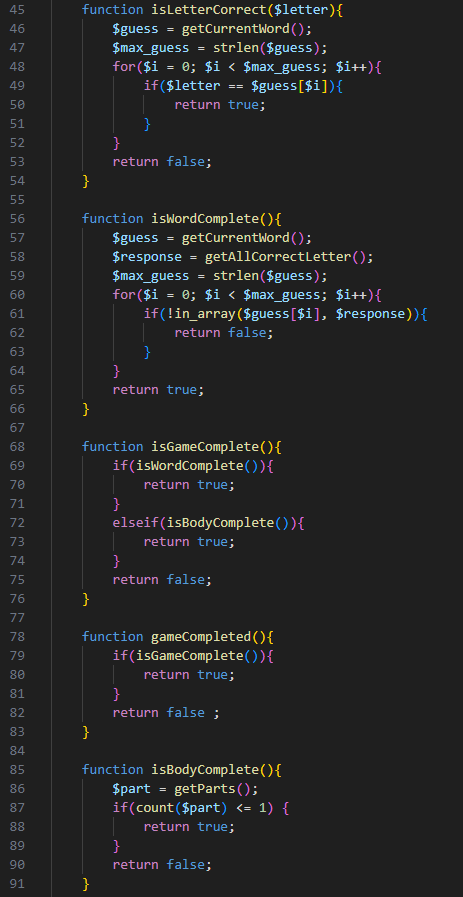 45 function isLetterCorrect($letter){
46 $guess = getCurrentWord();
47 $max_guess = strlen($guess);
48 for($i = 0; $i < $max_guess; $i++){
49 if($letter == $guess[$i]){
50 return true;
51 }
52 }
53 return false;
54 }
55
56 function isWordComplete(){
57 $guess = getCurrentWord();
58 $response = getAllCorrectLetter();
59 $max_guess = strlen($guess);
60 for($i = 0; $i < $max_guess; $i++){
61 if(!in_array($guess[$i], $response)){
62 return false;
63 }
64 }
65 return true;
66 }
67
68 function isGameComplete(){
69 if(isWordComplete()){
70 return true;
71 }
72 elseif(isBodyComplete()){
73 return true;
74 }
75 return false;
76 }
77
78 function gameCompleted(){
79 if(isGameComplete()){
80 return true;
81 }
82 return false ;
83 }
84
85 function isBodyComplete(){
86 $part = getParts();
87 if(count($part) <= 1) {
88 return true;
89 }
90 return false;
91 }